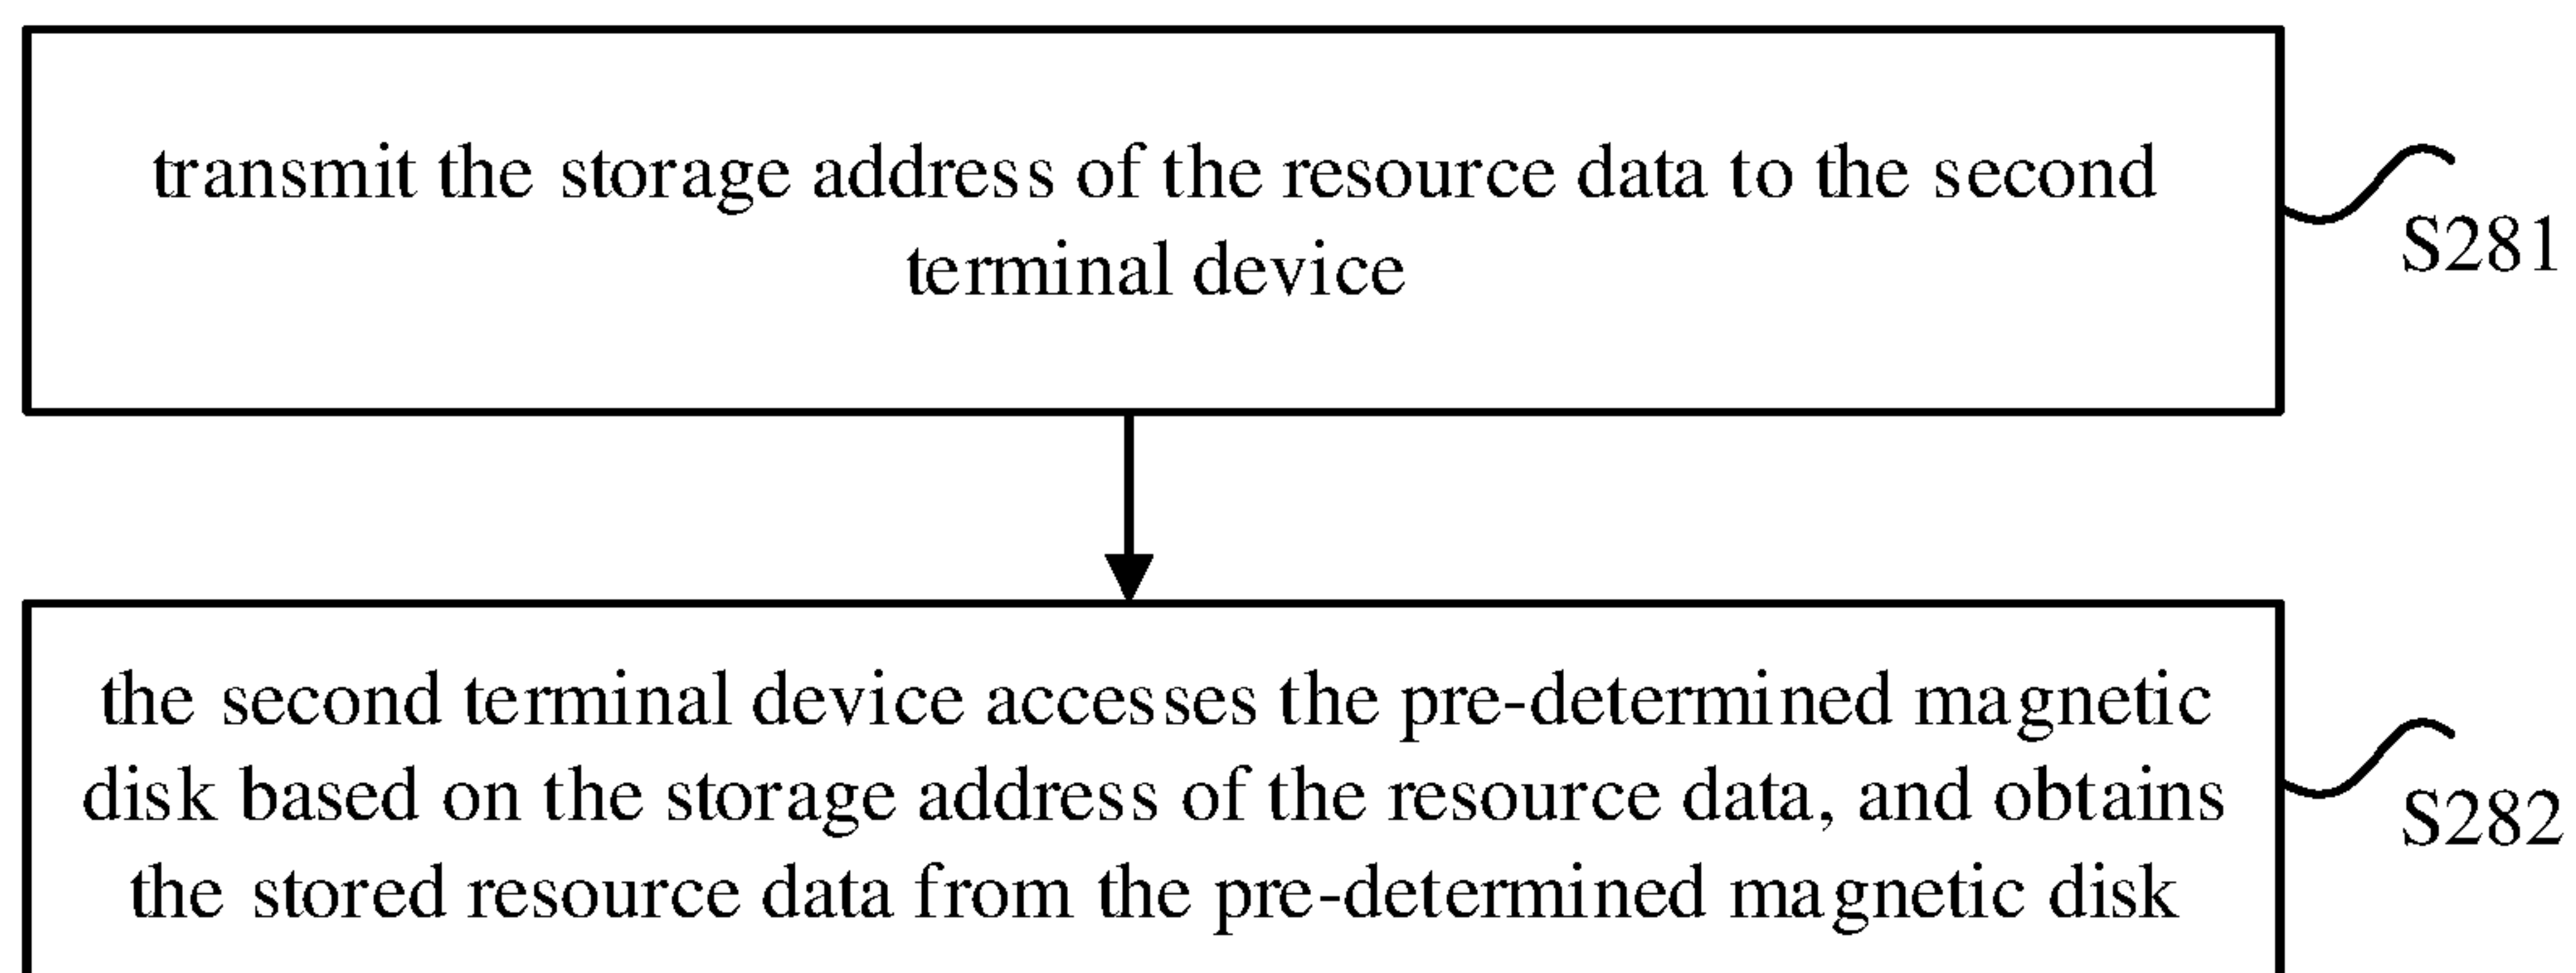 transmit the storage address of the resource data to the second
terminal device
S281
the second terminal device accesses the pre-determined magnetic
disk based on the storage address of the resource data, and obtains
the stored resource data from the pre-determined magnetic disk
S282